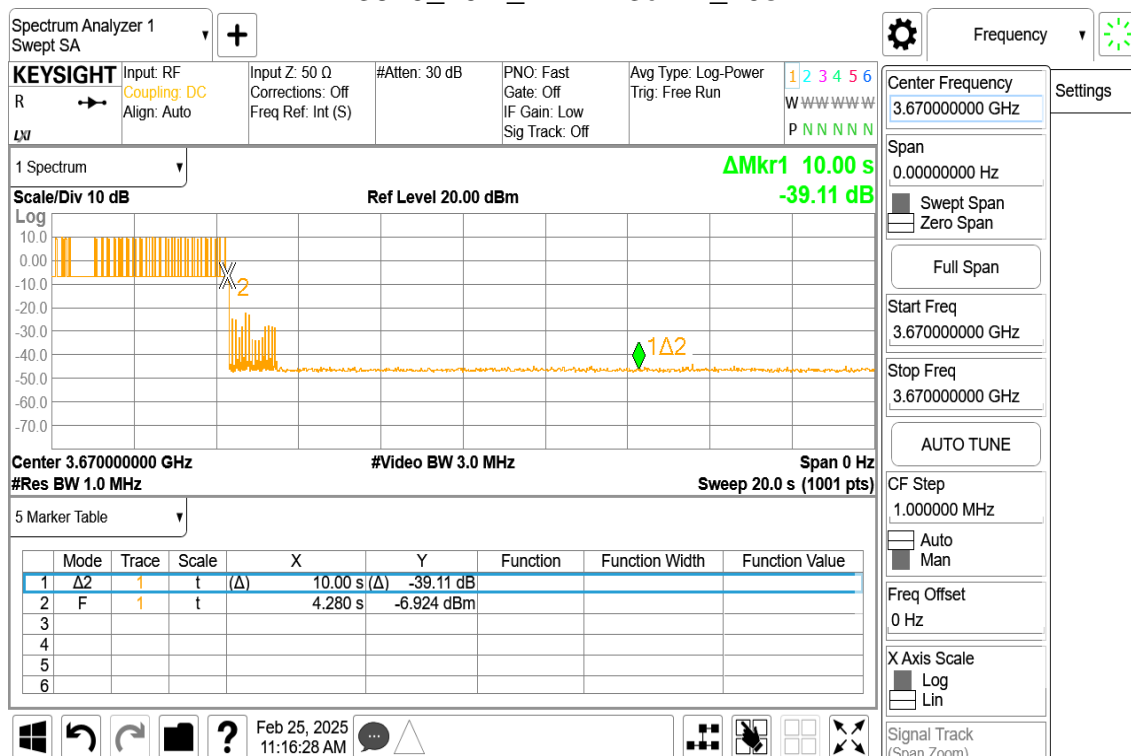 Spectrum Analyzer 1
Swept SA
Frequency
Settings
KEYSIGHT
R
LXI
Input: RF
Coupling: DC
Align: Auto
Input Z: 50 Ω
Corrections: Off
Freq Ref: Int (S)
#Atten: 30 dB
PNO: Fast
Gate: Off
IF Gain: Low
Sig Track: Off
Avg Type: Log-Power
Trig: Free Run
1 2 3 4 5 6
W W W W W W
P N N N N N
1 Spectrum
ΔMkr1 10.00 s
-39.11 dB
Scale/Div 10 dB
Ref Level 20.00 dBm
Log
10.0
0.00
-10.0
-20.0
-30.0
-40.0
-50.0
-60.0
-70.0
2
1Δ2
Center 3.670000000 GHz
#Video BW 3.0 MHz
Span 0 Hz
#Res BW 1.0 MHz
Sweep 20.0 s (1001 pts)
5 Marker Table
Mode Trace Scale X Y Function Function Width Function Value
1 Δ2 1 t (Δ) 10.00 s (Δ) -39.11 dB
2 F 1 t 4.280 s -6.924 dBm
3
4
5
6
Feb 25, 2025
11:16:28 AM
Center Frequency
3.670000000 GHz
Span
0.00000000 Hz
Swept Span
Zero Span
Full Span
Start Freq
3.670000000 GHz
Stop Freq
3.670000000 GHz
AUTO TUNE
CF Step
1.000000 MHz
Auto
Man
Freq Offset
0 Hz
X Axis Scale
Log
Lin
Signal Track
(Span Zoom)